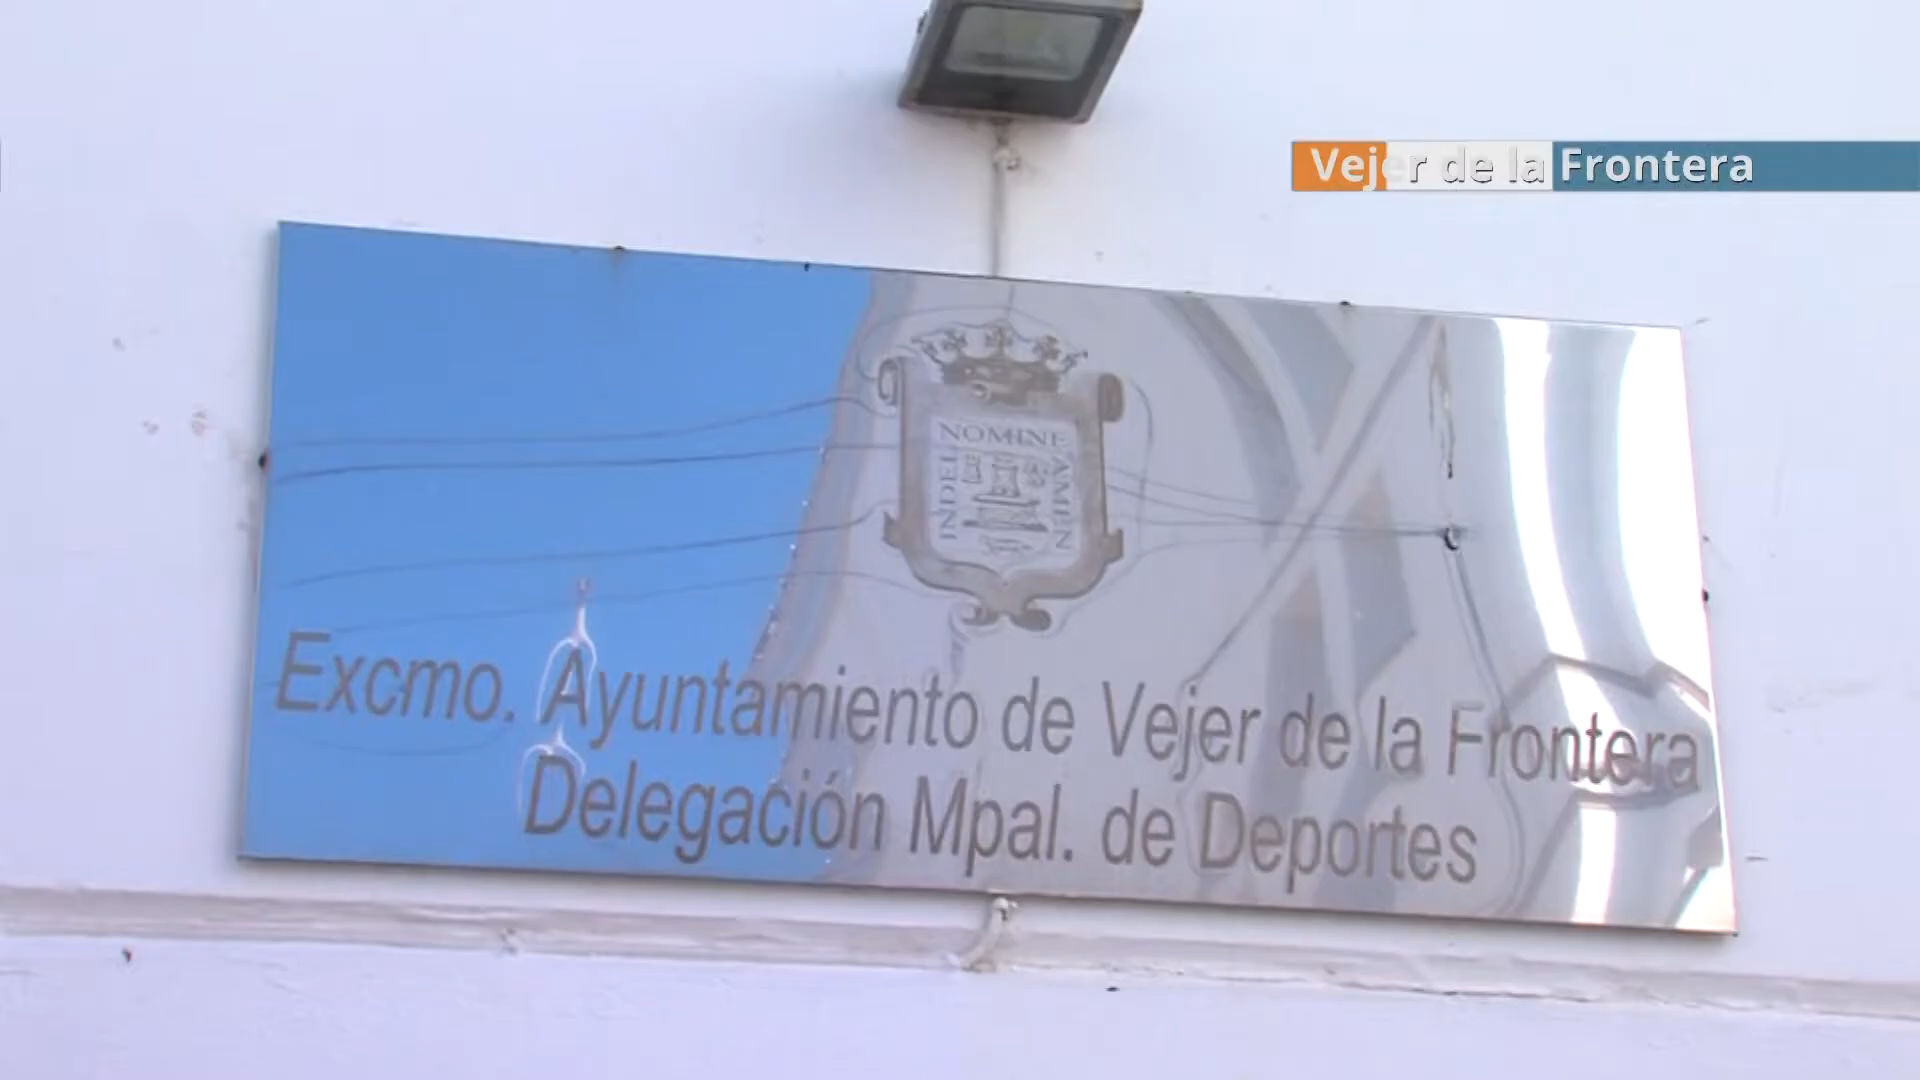 Vejer de la Frontera
NOMINE
INDEI
AMEN
Excmo. Ayuntamiento de Vejer de la Frontera
Delegación Mpal. de Deportes